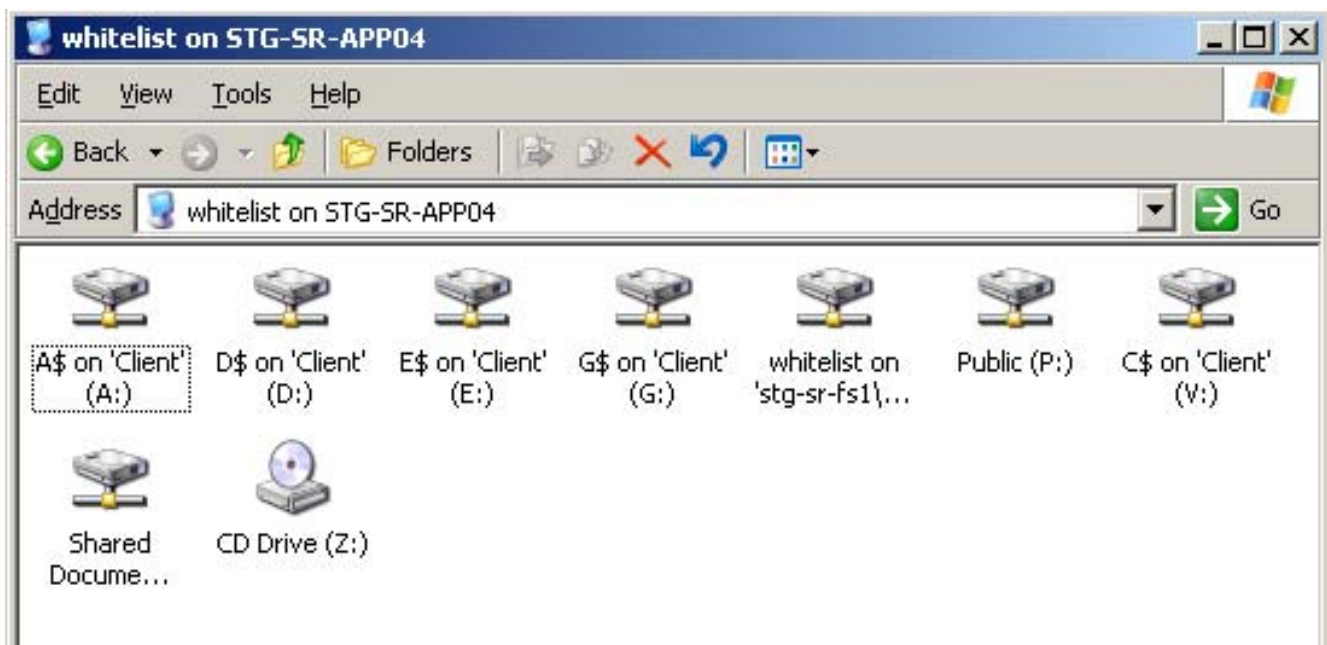 whitelist on STG-SR-APP04
Edit View Tools Help
Back Folders
Address whitelist on STG-SR-APP04 Go
A$ on 'Client' (A:)
D$ on 'Client' (D:)
E$ on 'Client' (E:)
G$ on 'Client' (G:)
whitelist on 'stg-sr-fs1\...
Public (P:)
C$ on 'Client' (V:)
Shared Docume...
CD Drive (Z:)